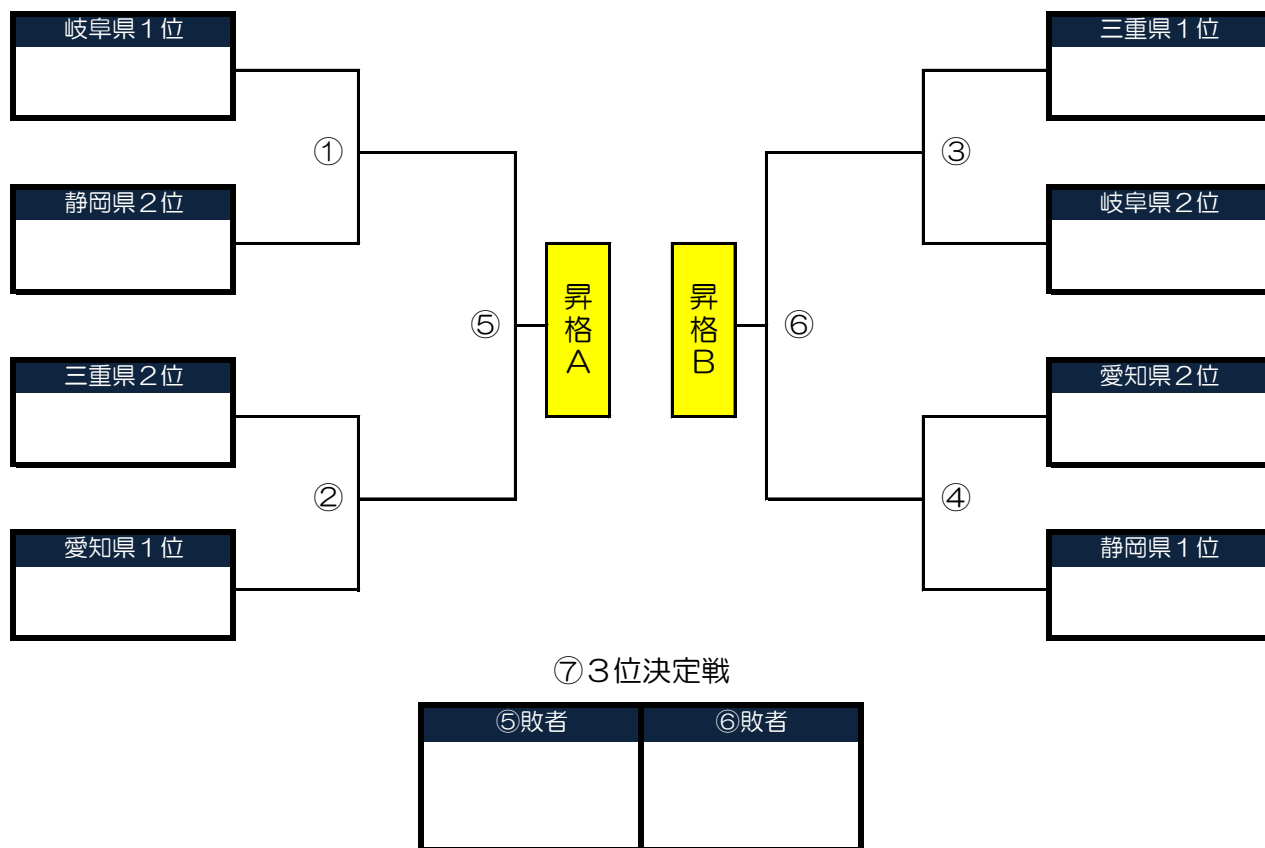 岐阜県１位
三重県１位
①
③
静岡県２位
岐阜県２位
昇格A
昇格B
⑤
⑥
三重県２位
愛知県２位
②
④
愛知県１位
静岡県１位
⑦３位決定戦
⑤敗者
⑥敗者